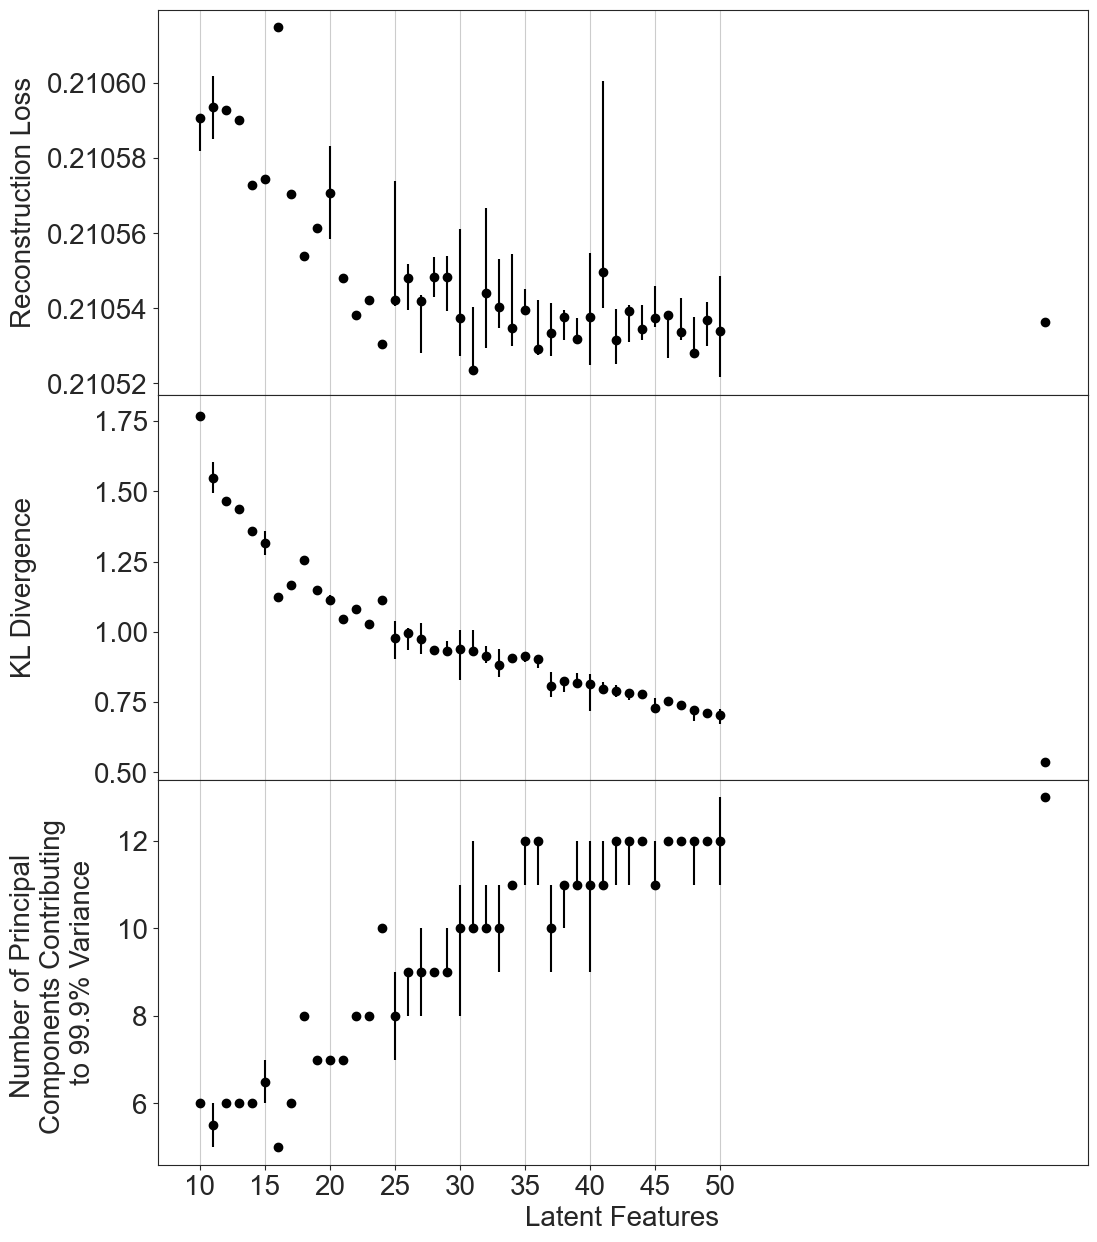 Reconstruction Loss
0.21060
0.21058
0.21056
0.21054
0.21052
KL Divergence
1.75
1.50
1.25
1.00
0.75
0.50
Number of Principal
Components Contributing
to 99.9% Variance
12
10
8
6
10 15 20 25 30 35 40 45 50
Latent Features